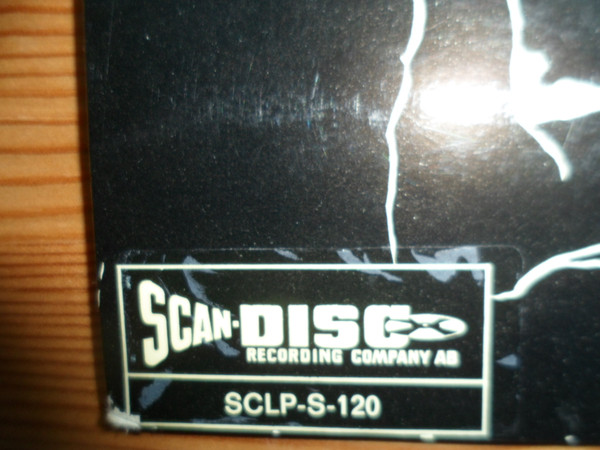 SCAN-DISC
RECORDING COMPANY AB
SCLP-S-120